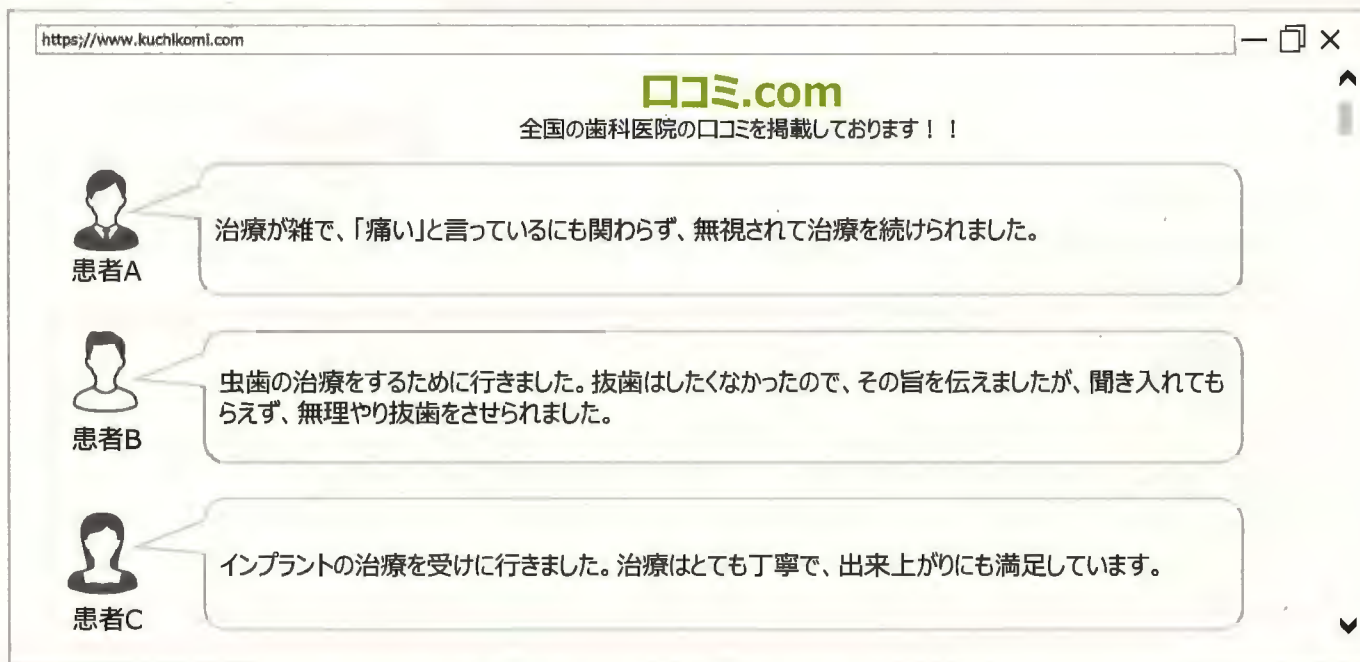 https://www.kuchikomi.com
口コミ.com
全国の歯科医院の口コミを掲載しております！！
治療が雑で、「痛い」と言っているにも関わらず、無視されて治療を続けられました。
患者A
虫歯の治療をするために行きました。抜歯はしたくなかったので、その旨を伝えましたが、聞き入れても
らえず、無理やり抜歯をさせられました。
患者B
インプラントの治療を受けに行きました。治療はとても丁寧で、出来上がりにも満足しています。
患者C